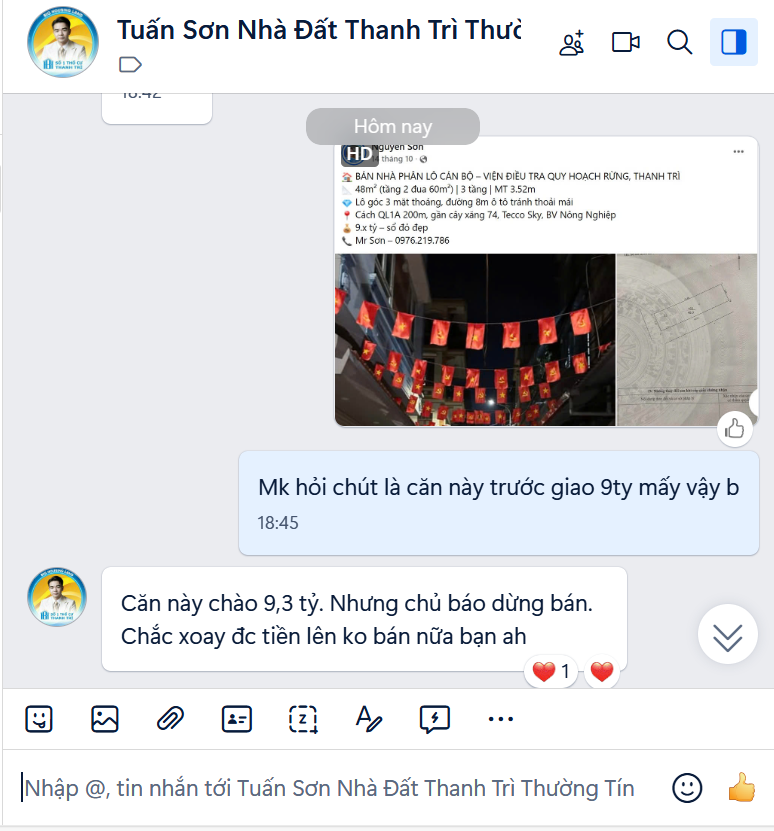 Tuấn Sơn Nhà Đất Thanh Trì Thườ
18:42
Hôm nay
HD
Nguyễn Sơn
14 tháng 10
BÁN NHÀ PHÂN LÔ CÁN BỘ – VIỆN ĐIỀU TRA QUY HOẠCH RỪNG, THANH TRÌ
48m² (tầng 2 đua 60m²) | 3 tầng | MT 3.52m
Lô góc 3 mặt thoáng, đường 8m ô tô tránh thoải mái
Cách QL1A 200m, gần cây xăng 74, Tecco Sky, BV Nông Nghiệp
9.x tỷ – sổ đỏ đẹp
Mr Sơn – 0976.219.786
Mk hỏi chút là căn này trước giao 9ty mấy vậy b
18:45
Căn này chào 9,3 tỷ. Nhưng chủ báo dừng bán.
Chắc xoay đc tiền lên ko bán nữa bạn ah
1
Nhập @, tin nhắn tới Tuấn Sơn Nhà Đất Thanh Trì Thường Tín